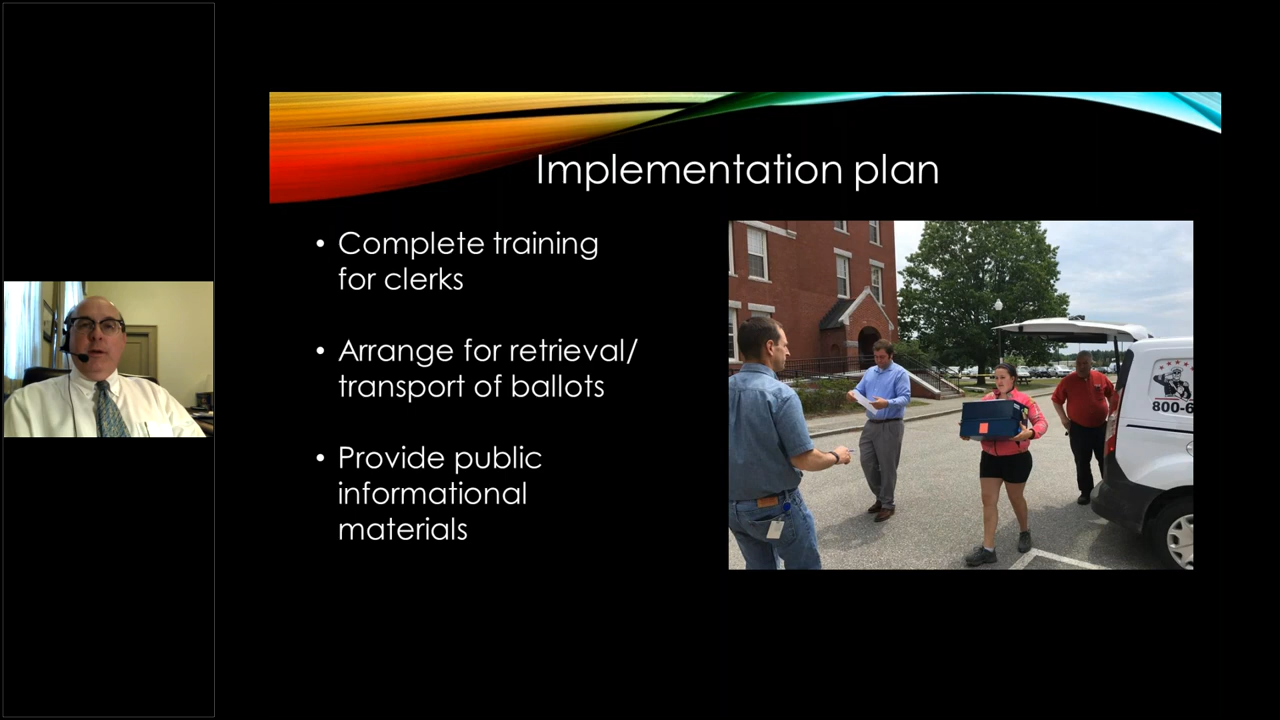 Implementation plan
• Complete training
for clerks
• Arrange for retrieval/
transport of ballots
• Provide public
informational
materials
800-6